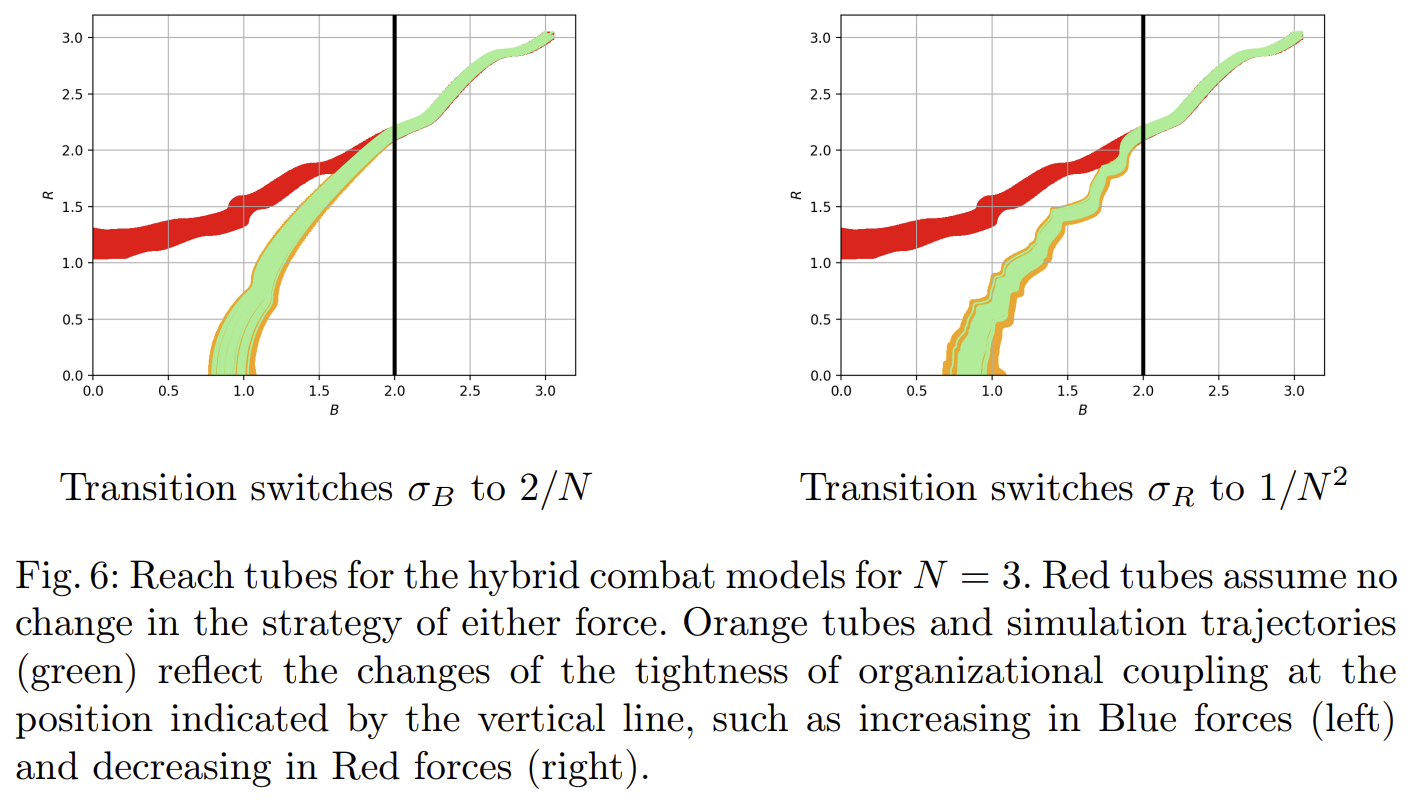 3.0
2.5
2.0
1.5
1.0
0.5
0.0
R
0.0 0.5 1.0 1.5 2.0 2.5 3.0
B
3.0
2.5
2.0
1.5
1.0
0.5
0.0
R
0.0 0.5 1.0 1.5 2.0 2.5 3.0
B
Transition switches σ_B to 2/N
Transition switches σ_R to 1/N²
Fig. 6: Reach tubes for the hybrid combat models for N = 3. Red tubes assume no
change in the strategy of either force. Orange tubes and simulation trajectories
(green) reflect the changes of the tightness of organizational coupling at the
position indicated by the vertical line, such as increasing in Blue forces (left)
and decreasing in Red forces (right).